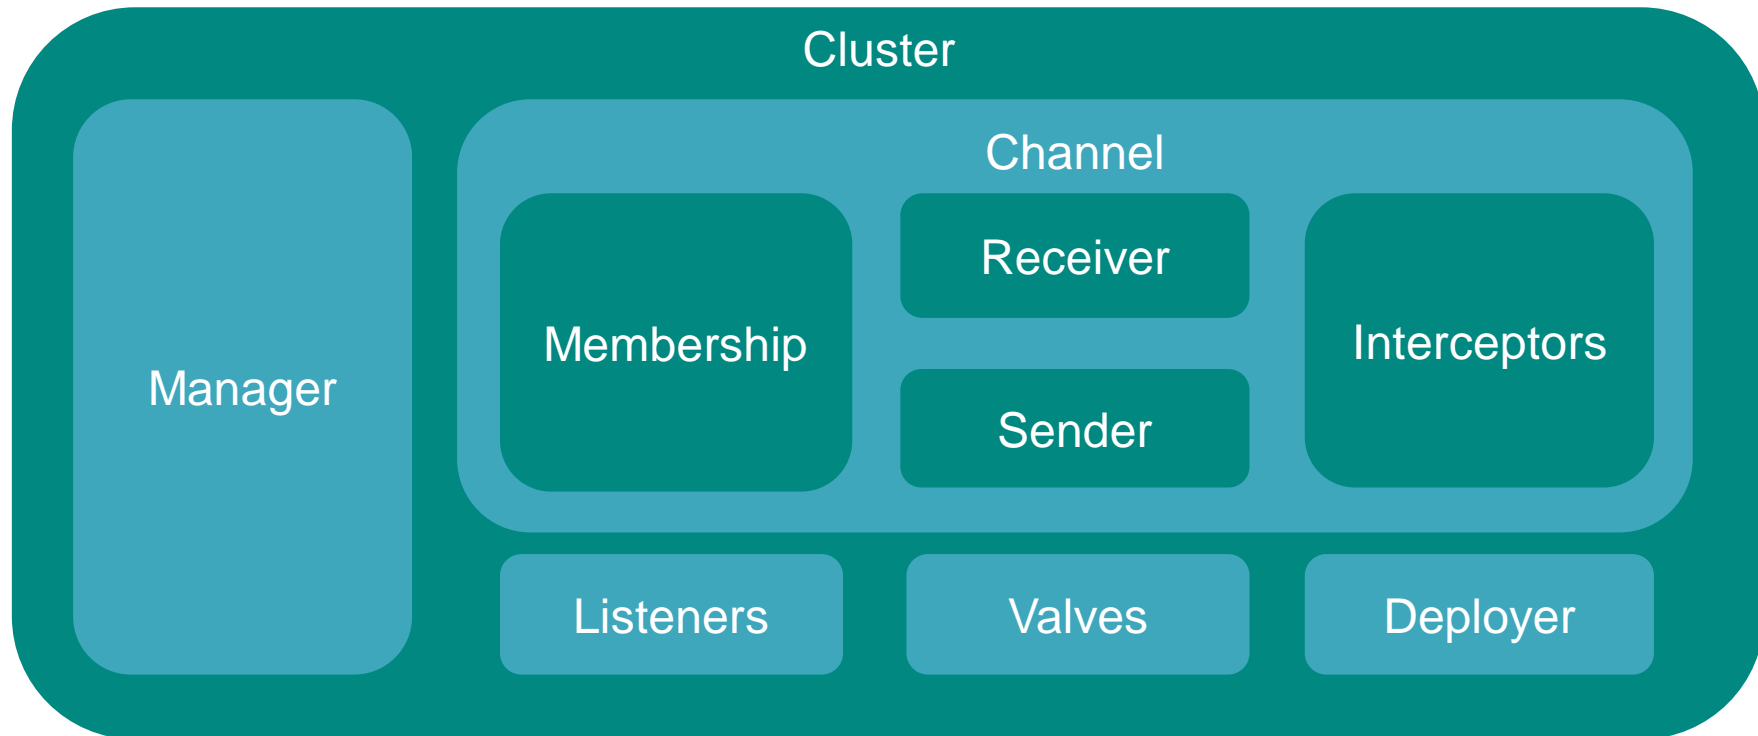 Cluster
Manager
Channel
Membership
Receiver
Sender
Interceptors
Listeners
Valves
Deployer